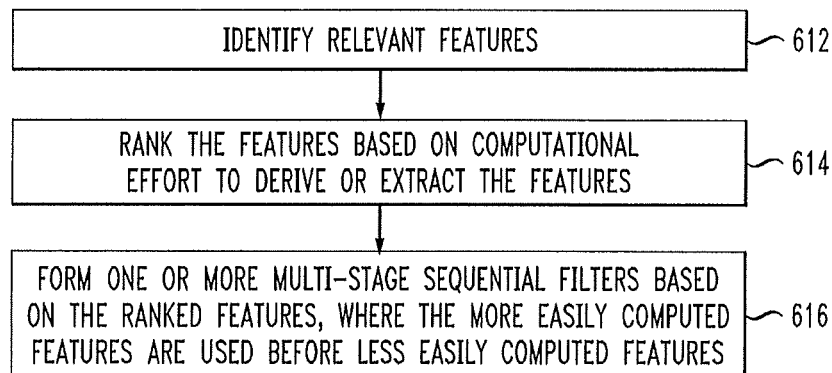 IDENTIFY RELEVANT FEATURES
612
RANK THE FEATURES BASED ON COMPUTATIONAL
EFFORT TO DERIVE OR EXTRACT THE FEATURES
614
FORM ONE OR MORE MULTI-STAGE SEQUENTIAL FILTERS BASED
ON THE RANKED FEATURES, WHERE THE MORE EASILY COMPUTED
FEATURES ARE USED BEFORE LESS EASILY COMPUTED FEATURES
616